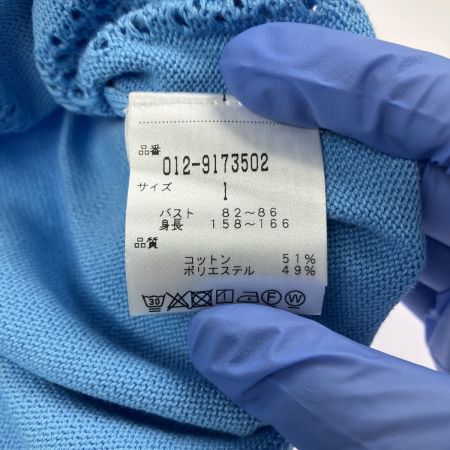 品番
012-9173502
サイズ 1
バスト 82~86
身長 158~166
品質
コットン 51%
ポリエステル 49%
30 F W